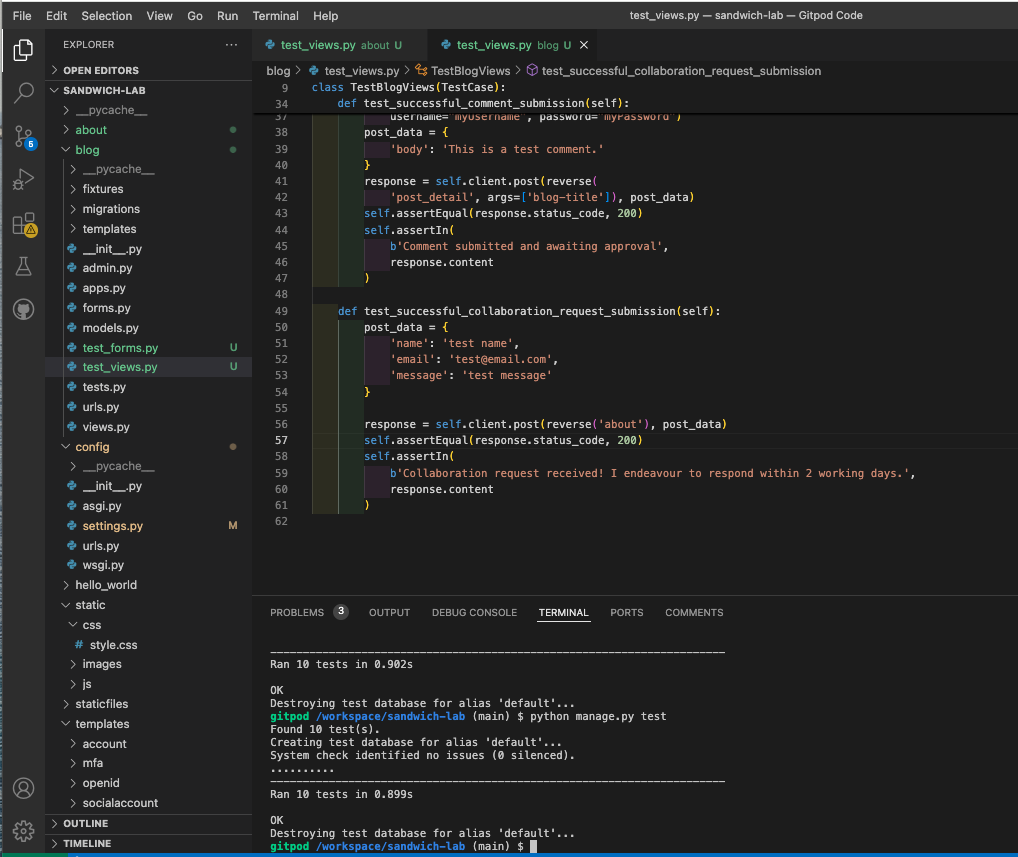 File Edit Selection View Go Run Terminal Help
test_views.py — sandwich-lab — Gitpod Code
EXPLORER
OPEN EDITORS
SANDWICH-LAB
__pycache__
about
blog
__pycache__
fixtures
migrations
templates
__init__.py
admin.py
apps.py
forms.py
models.py
test_forms.py U
test_views.py U
tests.py
urls.py
views.py
config
__pycache__
__init__.py
asgi.py
settings.py M
urls.py
wsgi.py
hello_world
static
css
# style.css
images
js
staticfiles
templates
account
mfa
openid
socialaccount
OUTLINE
TIMELINE
5
test_views.py about U
test_views.py blog U
blog > test_views.py > TestBlogViews > test_successful_collaboration_request_submission
9 class TestBlogViews(TestCase):
34 def test_successful_comment_submission(self):
37 username="myUsername", password="myPassword")
38 post_data = {
39 'body': 'This is a test comment.'
40 }
41 response = self.client.post(reverse(
42 'post_detail', args=['blog-title']), post_data)
43 self.assertEqual(response.status_code, 200)
44 self.assertIn(
45 b'Comment submitted and awaiting approval',
46 response.content
47 )
48
49 def test_successful_collaboration_request_submission(self):
50 post_data = {
51 'name': 'test name',
52 'email': 'test@email.com',
53 'message': 'test message'
54 }
55
56 response = self.client.post(reverse('about'), post_data)
57 self.assertEqual(response.status_code, 200)
58 self.assertIn(
59 b'Collaboration request received! I endeavour to respond within 2 working days.',
60 response.content
61 )
62
PROBLEMS 3 OUTPUT DEBUG CONSOLE TERMINAL PORTS COMMENTS
----------------------------------------------------------------------
Ran 10 tests in 0.902s
OK
Destroying test database for alias 'default'...
gitpod /workspace/sandwich-lab (main) $ python manage.py test
Found 10 test(s).
Creating test database for alias 'default'...
System check identified no issues (0 silenced).
..........
----------------------------------------------------------------------
Ran 10 tests in 0.899s
OK
Destroying test database for alias 'default'...
gitpod /workspace/sandwich-lab (main) $